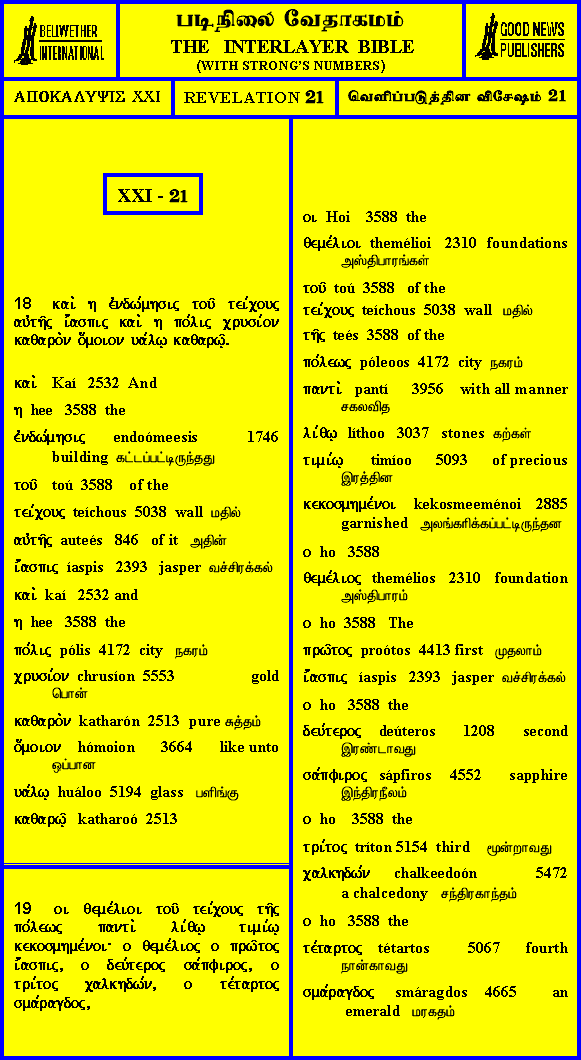 BELIWETHER
INTERNATIONAL
படிநிலை வேதாகமம்
THE INTERLAYER BIBLE
(WITH STRONG'S NUMBERS)
GOOD NEWS
PUBLISHERS
ΑΠΟΚΑΛΥΨΙΣ XXI
REVELATION 21
வெளிப்படுத்தின விசேஷம் 21
XXI - 21
18 καὶ η ἐνδώμησις τοῦ τείχους
αὐτῆς ἴασπις καὶ η πόλις χρυσίον
καθαρὸν ὅμοιον υάλῳ καθαρῷ.
καὶ Kaí 2532 And
η hee 3588 the
ἐνδώμησις endoómeesis 1746
building கட்டப்பட்டிருந்தது
τοῦ toú 3588 of the
τείχους teíchous 5038 wall மதில்
αὐτῆς auteés 846 of it அதின்
ἴασπις íaspis 2393 jasper வச்சிரக்கல்
καὶ kaí 2532 and
η hee 3588 the
πόλις pólis 4172 city நகரம்
χρυσίον chrusíon 5553 gold
பொன்
καθαρὸν katharón 2513 pure சுத்தம்
ὅμοιον hómoion 3664 like unto
ஒப்பான
υάλῳ huáloo 5194 glass பளிங்கு
καθαρῷ katharoó 2513
19 οι θεμέλιοι τοῦ τείχους τῆς
πόλεως παντὶ λίθῳ τιμίῳ
κεκοσμημένοι· ο θεμέλιος ο πρῶτος
ἴασπις, ο δεύτερος σάπφιρος, ο
τρίτος χαλκηδών, ο τέταρτος
σμάραγδος,
οι Hoi 3588 the
θεμέλιοι themélioi 2310 foundations
அஸ்திபாரங்கள்
τοῦ toú 3588 of the
τείχους teíchous 5038 wall மதில்
τῆς teés 3588 of the
πόλεως póleoos 4172 city நகரம்
παντὶ pantí 3956 with all manner
சகலவித
λίθῳ líthoo 3037 stones கற்கள்
τιμίῳ timíoo 5093 of precious
இரத்தின
κεκοσμημένοι kekosmeeménoi 2885
garnished அலங்கரிக்கப்பட்டிருந்தன
ο ho 3588
θεμέλιος themélios 2310 foundation
அஸ்திபாரம்
ο ho 3588 The
πρῶτος proótos 4413 first முதலாம்
ἴασπις íaspis 2393 jasper வச்சிரக்கல்
ο ho 3588 the
δεύτερος deúteros 1208 second
இரண்டாவது
σάπφιρος sápfiros 4552 sapphire
இந்திரநீலம்
ο ho 3588 the
τρίτος tríton 5154 third மூன்றாவது
χαλκηδών chalkeedoón 5472
a chalcedony சந்திரகாந்தம்
ο ho 3588 the
τέταρτος tétartos 5067 fourth
நான்காவது
σμάραγδος smáragdos 4665 an
emerald மரகதம்